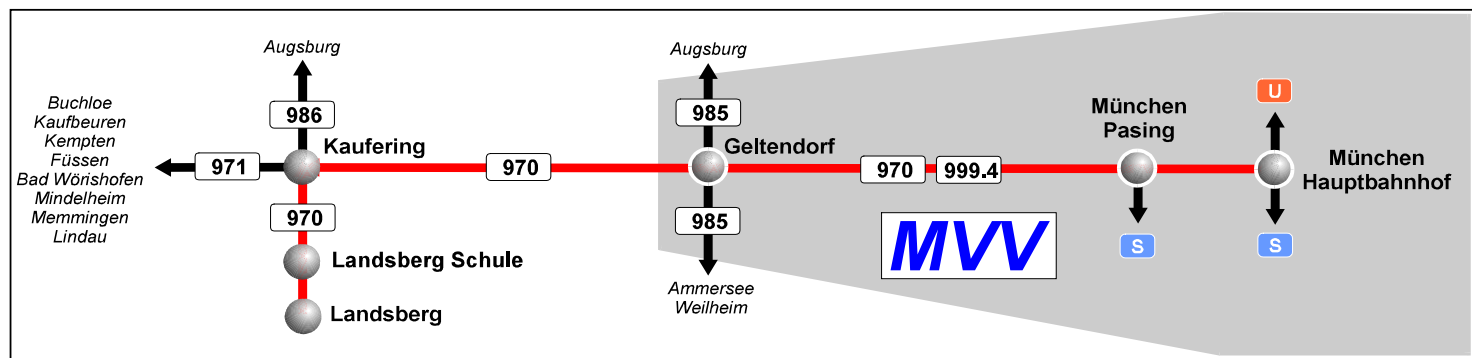 Augsburg
Buchloe
Kaufbeuren
Kempten
Füssen
Bad Wörishofen
Mindelheim
Memmingen
Lindau
971
986
Kaufering
970
Landsberg Schule
Landsberg
970
Augsburg
985
Geltendorf
985
Ammersee
Weilheim
970
999.4
MVV
München
Pasing
S
U
München
Hauptbahnhof
S